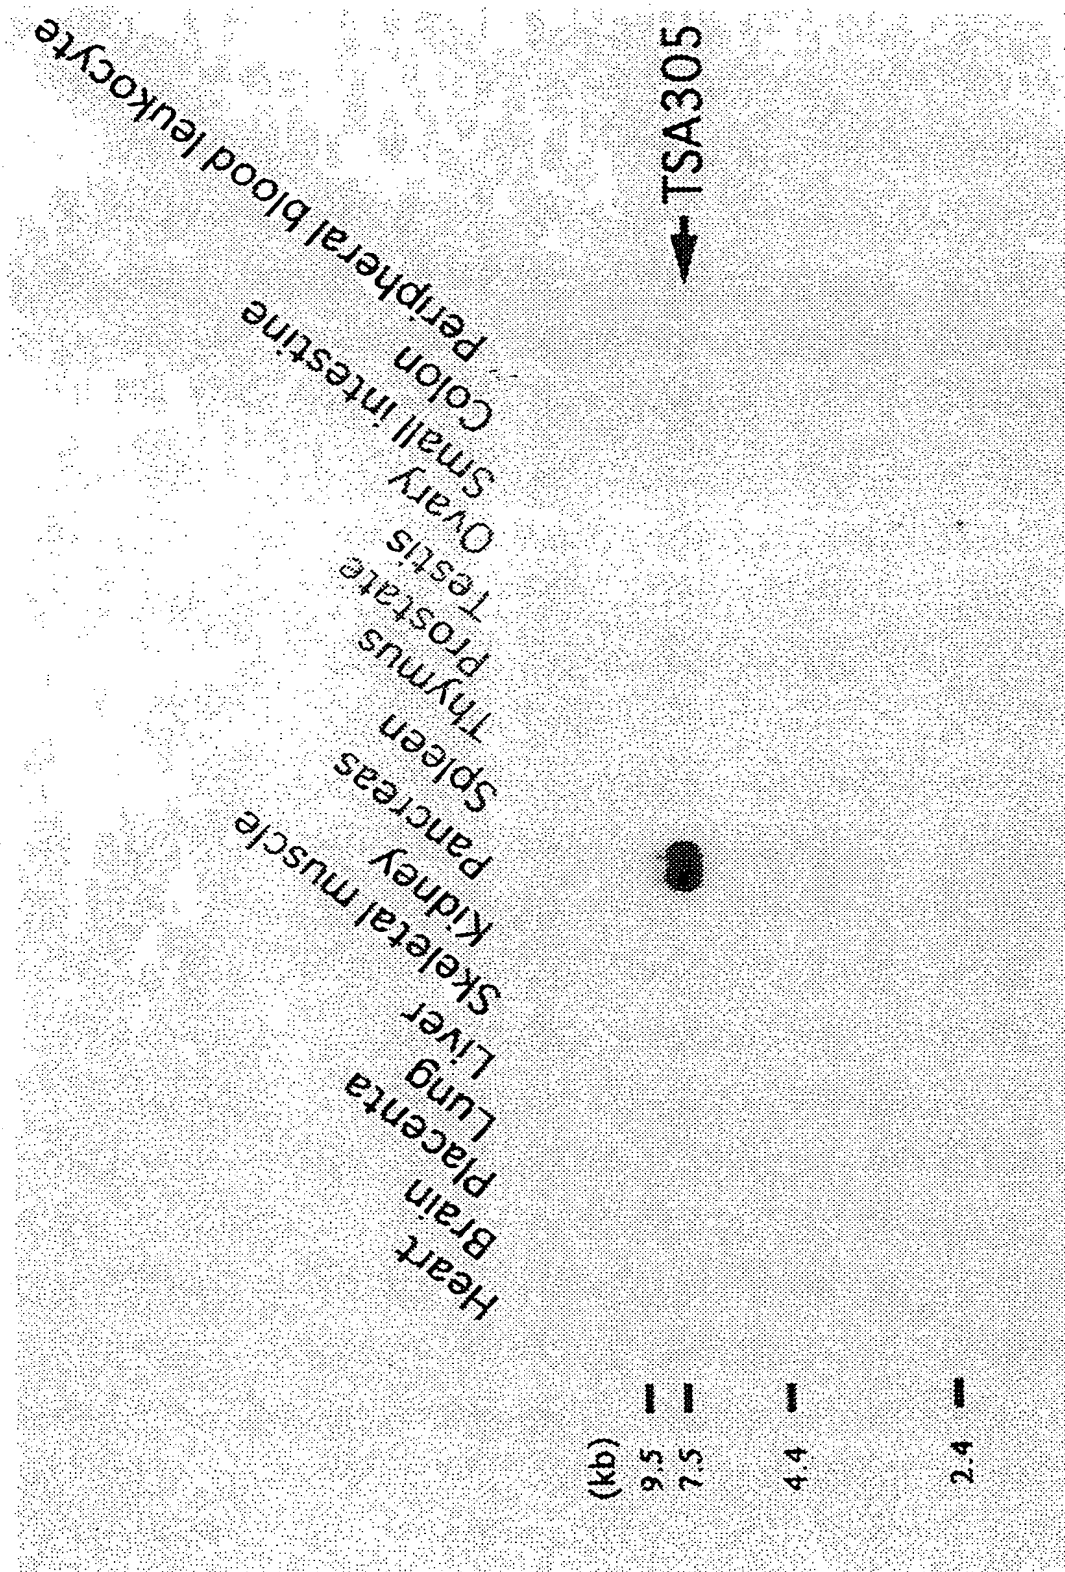 Heart
Brain
Placenta
Lung
Liver
Skeletal muscle
Kidney
Pancreas
Spleen
Thymus
Prostate
Testis
Ovary
Small intestine
Colon
Peripheral blood leukocyte
(kb)
9.5
7.5
4.4
2.4
TSA305